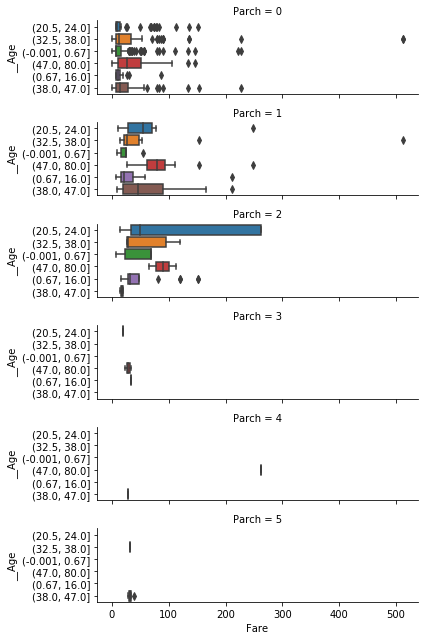 Parch = 0
(20.5, 24.0]
(32.5, 38.0]
(-0.001, 0.67]
(47.0, 80.0]
(0.67, 16.0]
(38.0, 47.0]
__Age
Parch = 1
(20.5, 24.0]
(32.5, 38.0]
(-0.001, 0.67]
(47.0, 80.0]
(0.67, 16.0]
(38.0, 47.0]
__Age
Parch = 2
(20.5, 24.0]
(32.5, 38.0]
(-0.001, 0.67]
(47.0, 80.0]
(0.67, 16.0]
(38.0, 47.0]
__Age
Parch = 3
(20.5, 24.0]
(32.5, 38.0]
(-0.001, 0.67]
(47.0, 80.0]
(0.67, 16.0]
(38.0, 47.0]
__Age
Parch = 4
(20.5, 24.0]
(32.5, 38.0]
(-0.001, 0.67]
(47.0, 80.0]
(0.67, 16.0]
(38.0, 47.0]
__Age
Parch = 5
(20.5, 24.0]
(32.5, 38.0]
(-0.001, 0.67]
(47.0, 80.0]
(0.67, 16.0]
(38.0, 47.0]
__Age
0 100 200 300 400 500
Fare